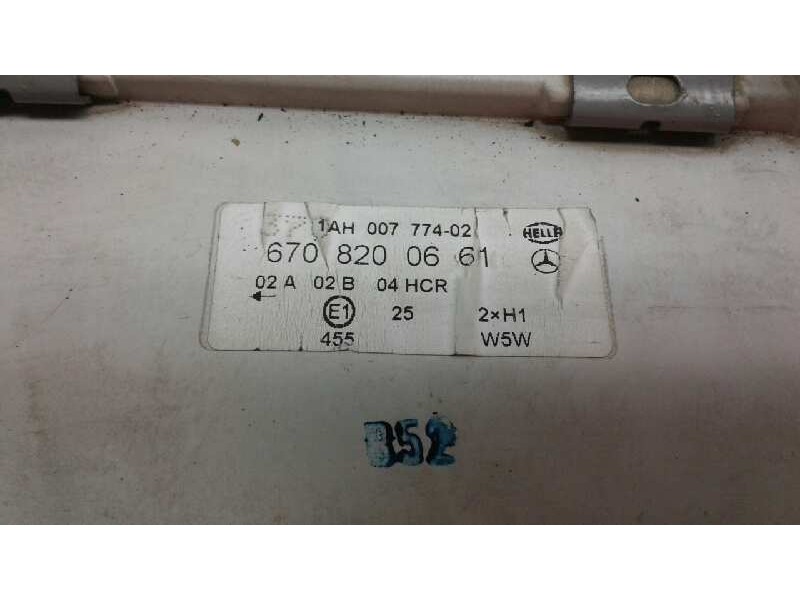 1AH 007 774-02 HELLA
670 820 06 61
02 A 02 B 04 HCR
E1 25 2×H1
455 W5W
B52